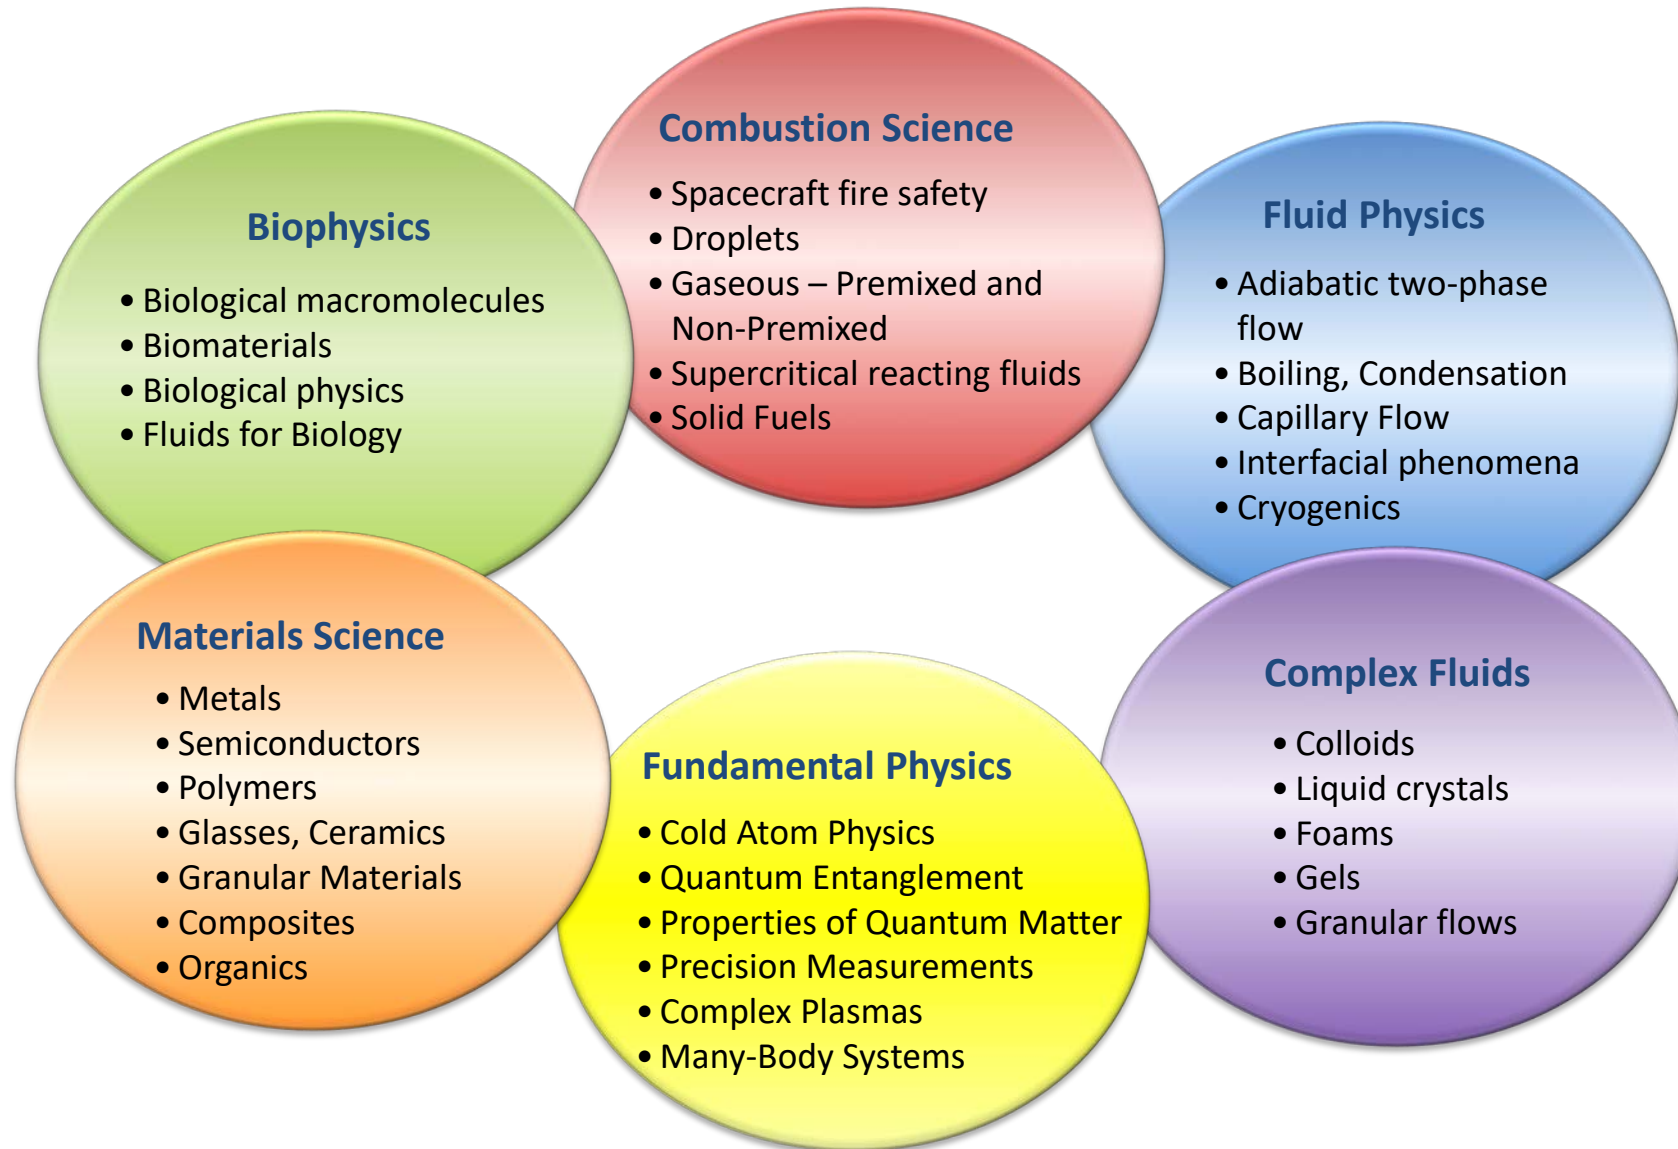 Combustion Science
• Spacecraft fire safety
• Droplets
• Gaseous – Premixed and
Non-Premixed
• Supercritical reacting fluids
• Solid Fuels
Biophysics
• Biological macromolecules
• Biomaterials
• Biological physics
• Fluids for Biology
Fluid Physics
• Adiabatic two-phase
flow
• Boiling, Condensation
• Capillary Flow
• Interfacial phenomena
• Cryogenics
Materials Science
• Metals
• Semiconductors
• Polymers
• Glasses, Ceramics
• Granular Materials
• Composites
• Organics
Fundamental Physics
• Cold Atom Physics
• Quantum Entanglement
• Properties of Quantum Matter
• Precision Measurements
• Complex Plasmas
• Many-Body Systems
Complex Fluids
• Colloids
• Liquid crystals
• Foams
• Gels
• Granular flows